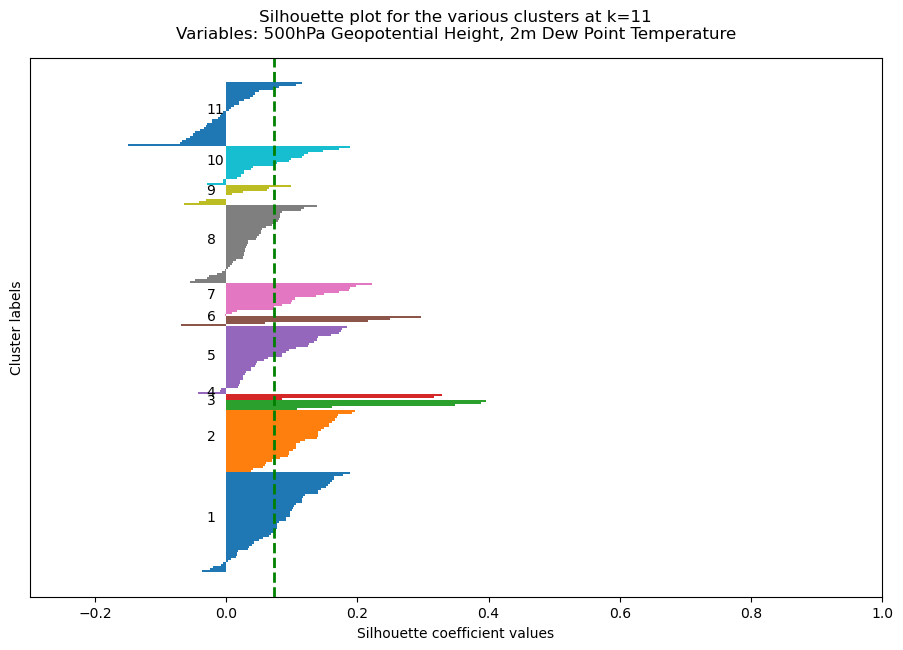 Silhouette plot for the various clusters at k=11
Variables: 500hPa Geopotential Height, 2m Dew Point Temperature
Cluster labels
11
10
9
8
7
6
5
4
3
2
1
−0.2 0.0 0.2 0.4 0.6 0.8 1.0
Silhouette coefficient values